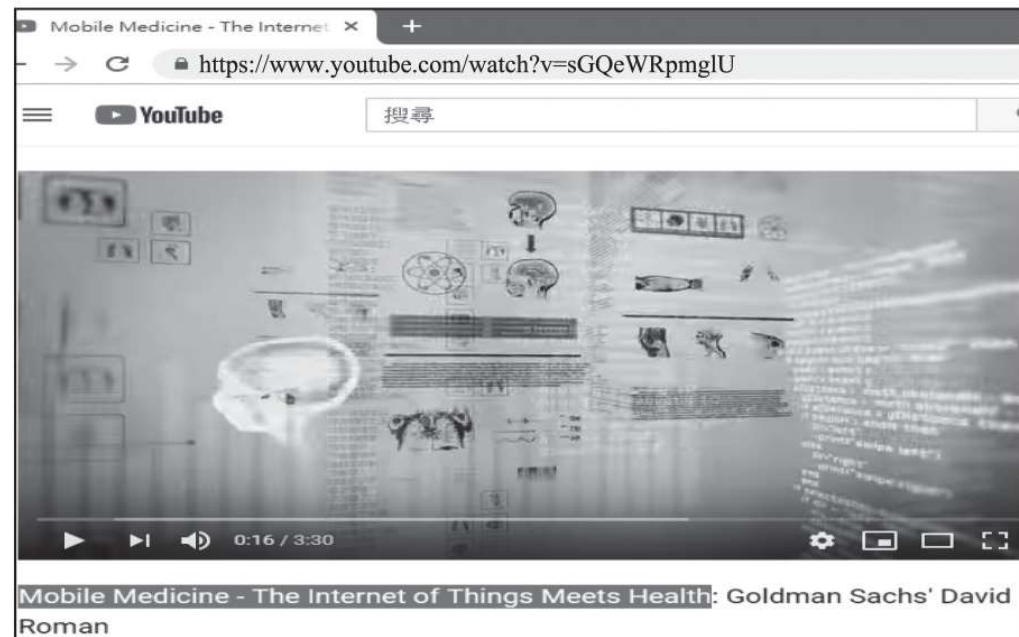 Mobile Medicine - The Internet
https://www.youtube.com/watch?v=sGQeWRpmglU
YouTube
搜尋
0:16 / 3:30
Mobile Medicine - The Internet of Things Meets Health: Goldman Sachs' David
Roman